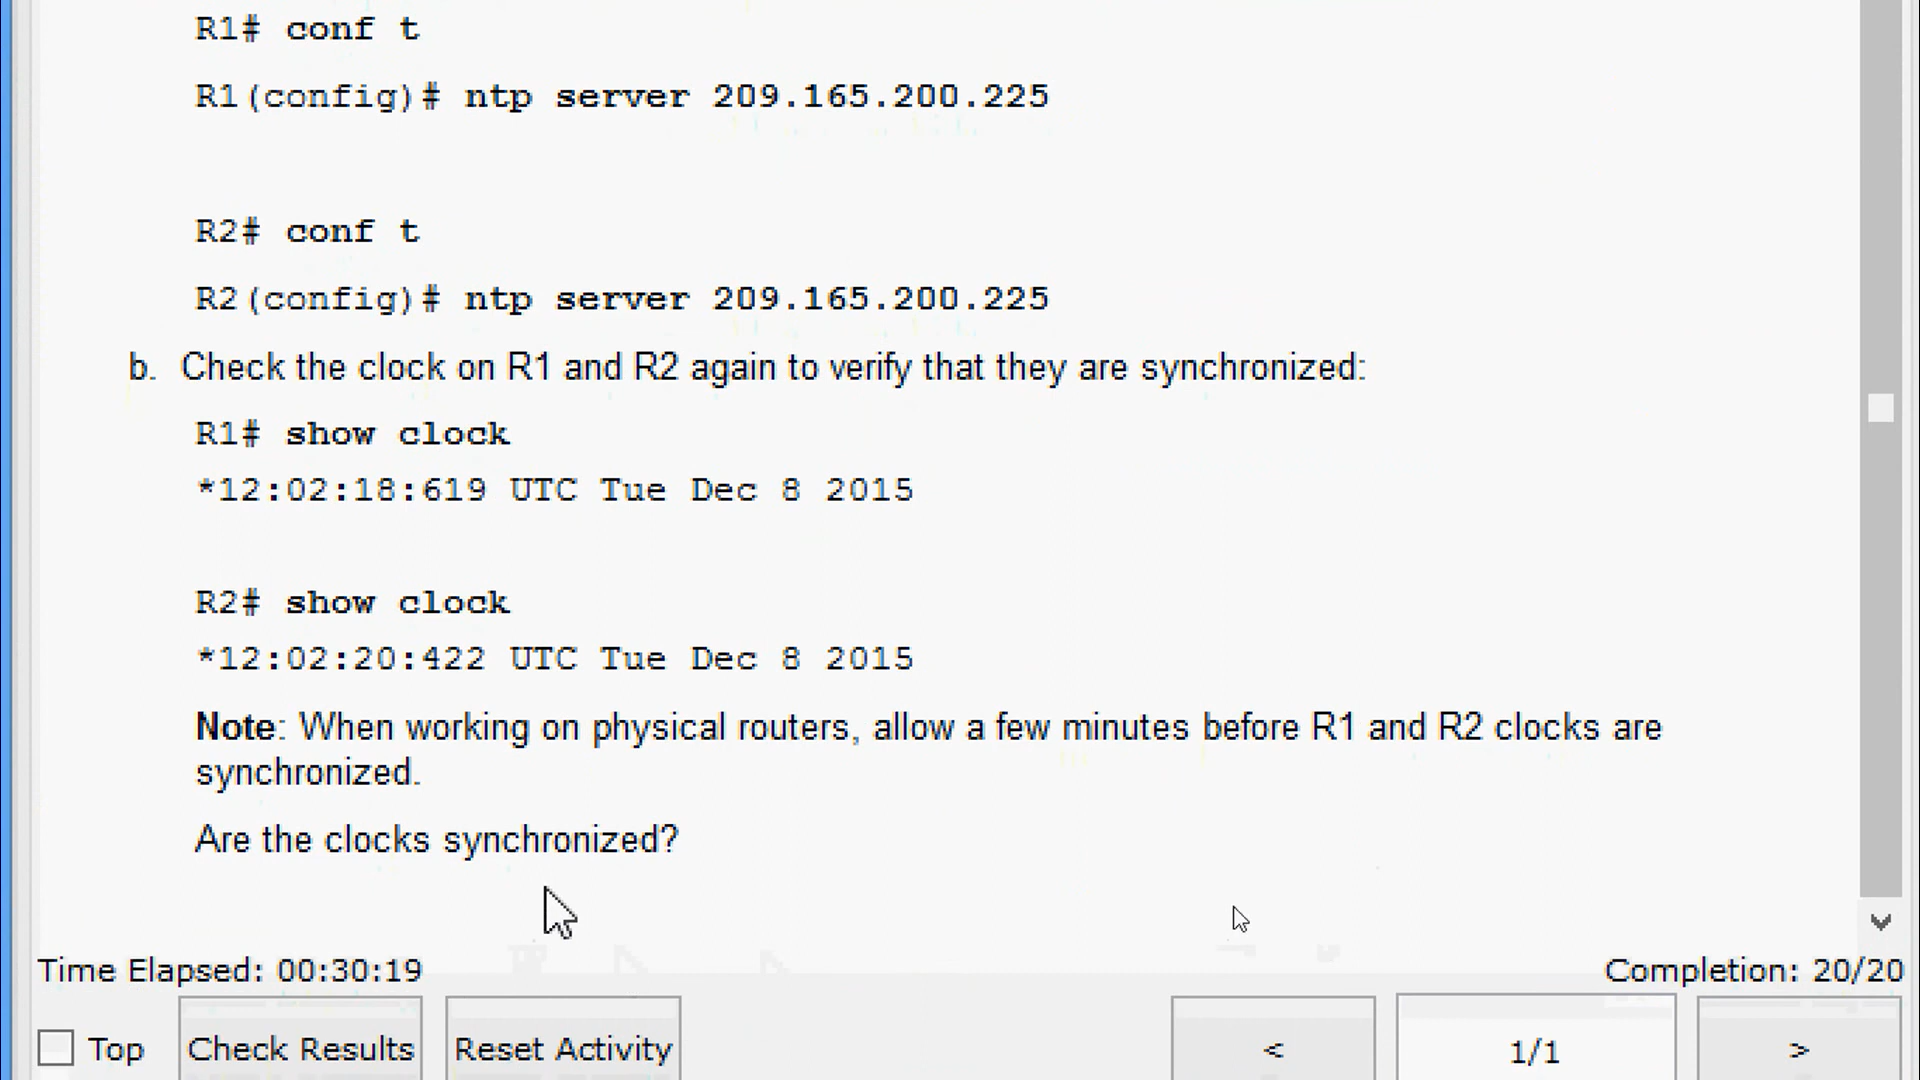 R1# conf t
R1(config)# ntp server 209.165.200.225
R2# conf t
R2(config)# ntp server 209.165.200.225
b. Check the clock on R1 and R2 again to verify that they are synchronized:
R1# show clock
*12:02:18:619 UTC Tue Dec 8 2015
R2# show clock
*12:02:20:422 UTC Tue Dec 8 2015
Note: When working on physical routers, allow a few minutes before R1 and R2 clocks are
synchronized.
Are the clocks synchronized?
Time Elapsed: 00:30:19
Completion: 20/20
Top
Check Results
Reset Activity
<
1/1
>